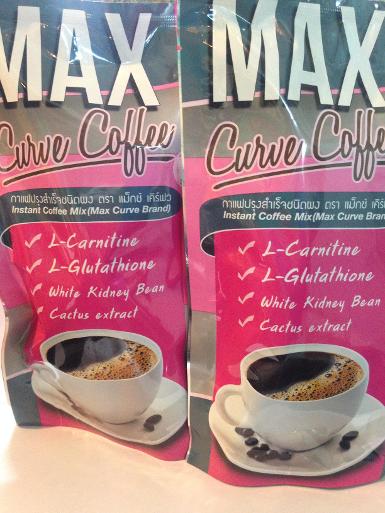 MAX
Curve Coffee
กาแฟปรุงสำเร็จชนิดผง ตรา แม็กซ์ เคิร์ฟว
Instant Coffee Mix(Max Curve Brand)
L-Carnitine
L-Glutathione
White Kidney Bean
Cactus extract
MAX
Curve Coffee
กาแฟปรุงสำเร็จชนิดผง ตรา แม็กซ์ เคิร์
Instant Coffee Mix(Max Curve Bran
L-Carnitine
L-Glutathione
White Kidney Bean
Cactus extract